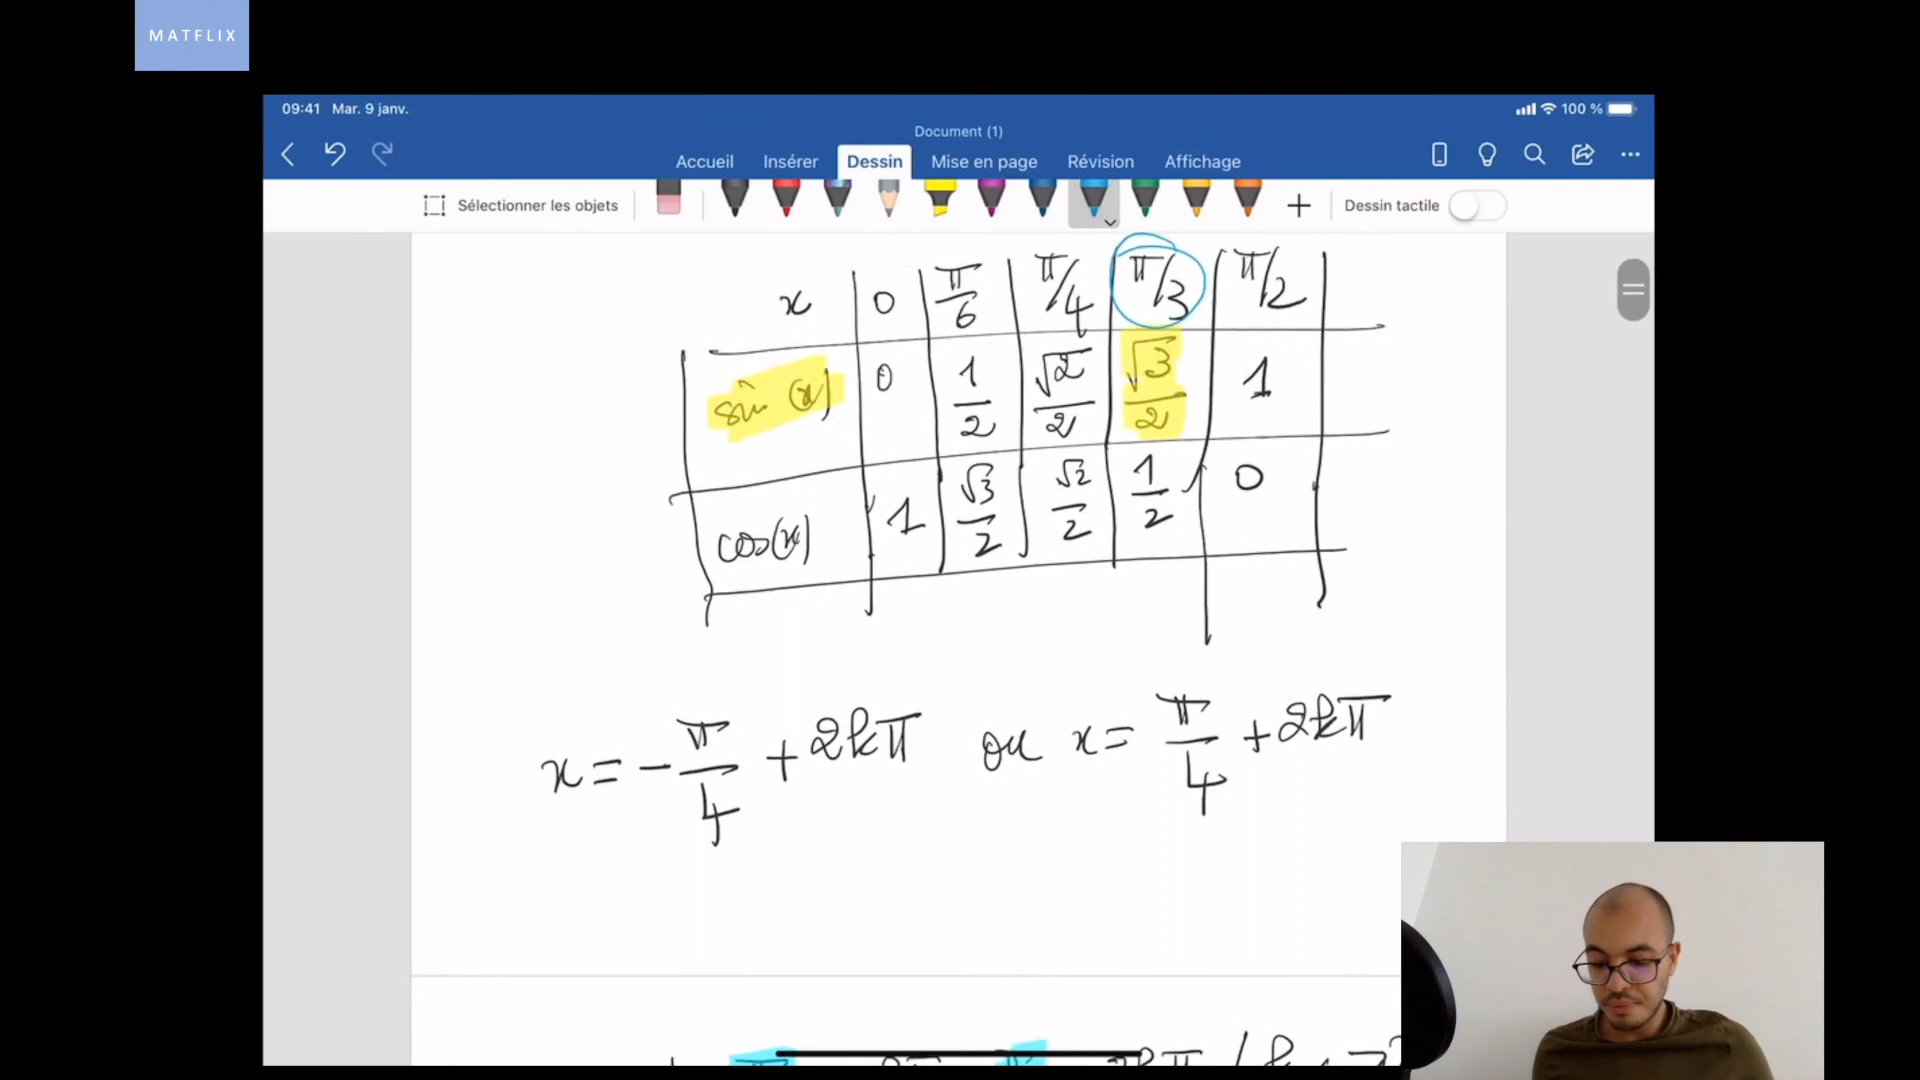 MATFLIX
09:41 Mar. 9 janv.
100 %
Document (1)
Accueil Insérer Dessin Mise en page Révision Affichage
Sélectionner les objets
Dessin tactile
x 0 π/6 π/4 π/3 π/2
sin (x) 0 1/2 √2/2 √3/2 1
cos(x) 1 √3/2 √2/2 1/2 0
x = - π/4 + 2kπ ou x = π/4 + 2kπ